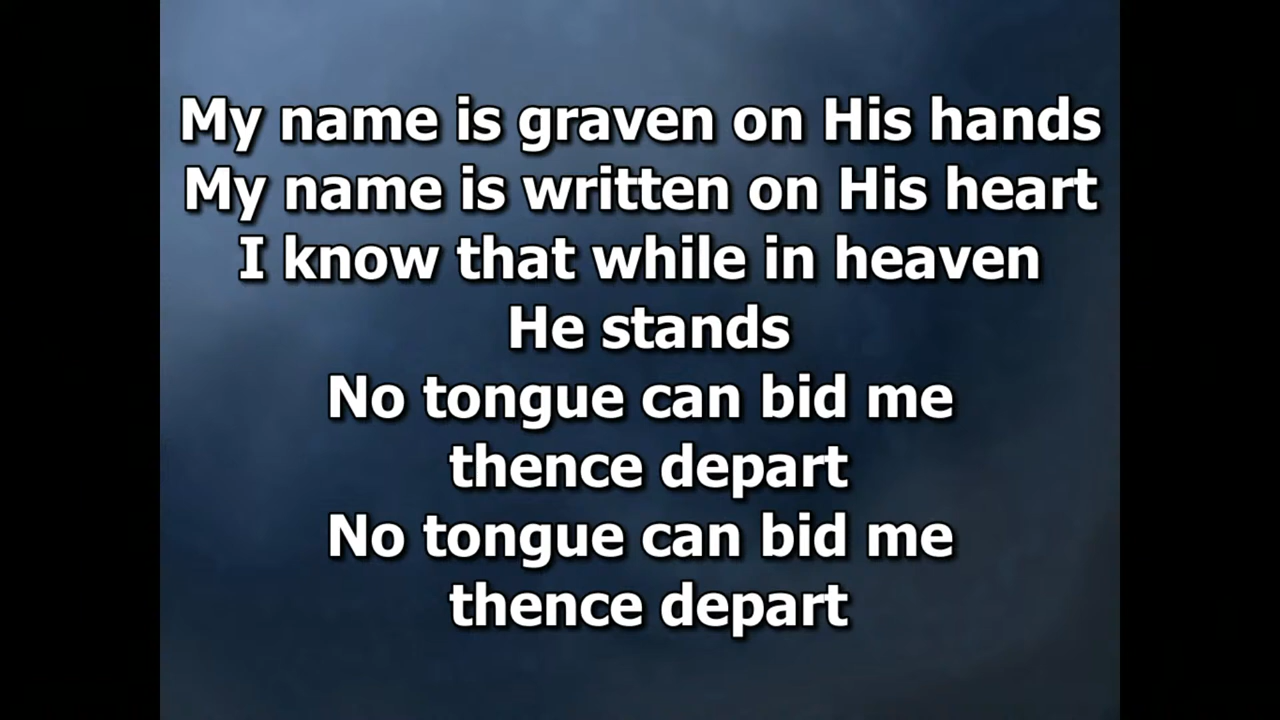 My name is graven on His hands
My name is written on His heart
I know that while in heaven
He stands
No tongue can bid me
thence depart
No tongue can bid me
thence depart